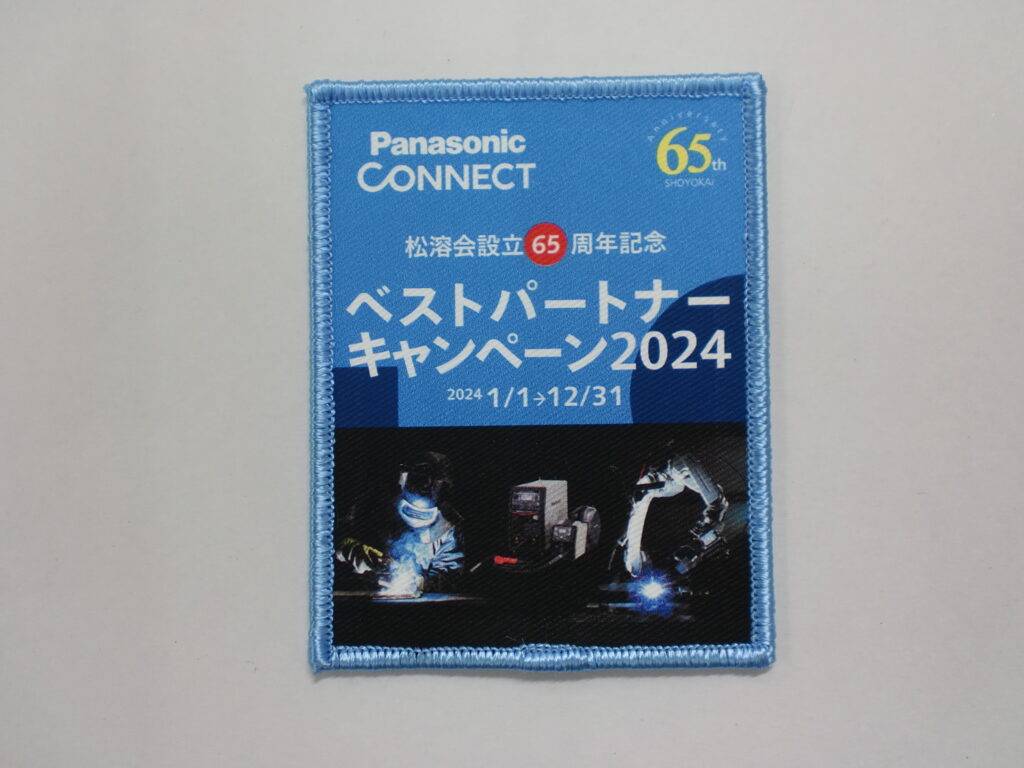 Panasonic
CONNECT
Anniversary
65th
SHOYOKAI
松溶会設立65周年記念
ベストパートナー
キャンペーン2024
2024 1/1→12/31